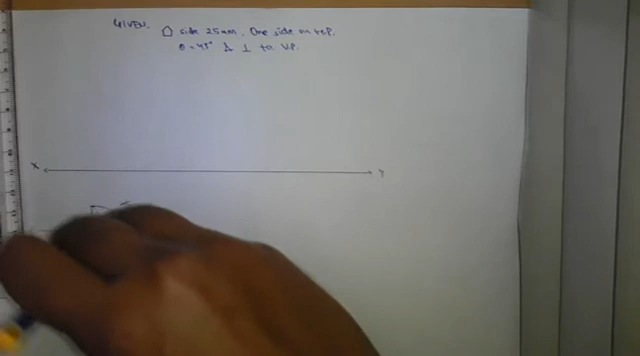 GIVEN.
⬠ side 25mm. One side on H.P.
θ = 45° & ⊥ to V.P.
X Y